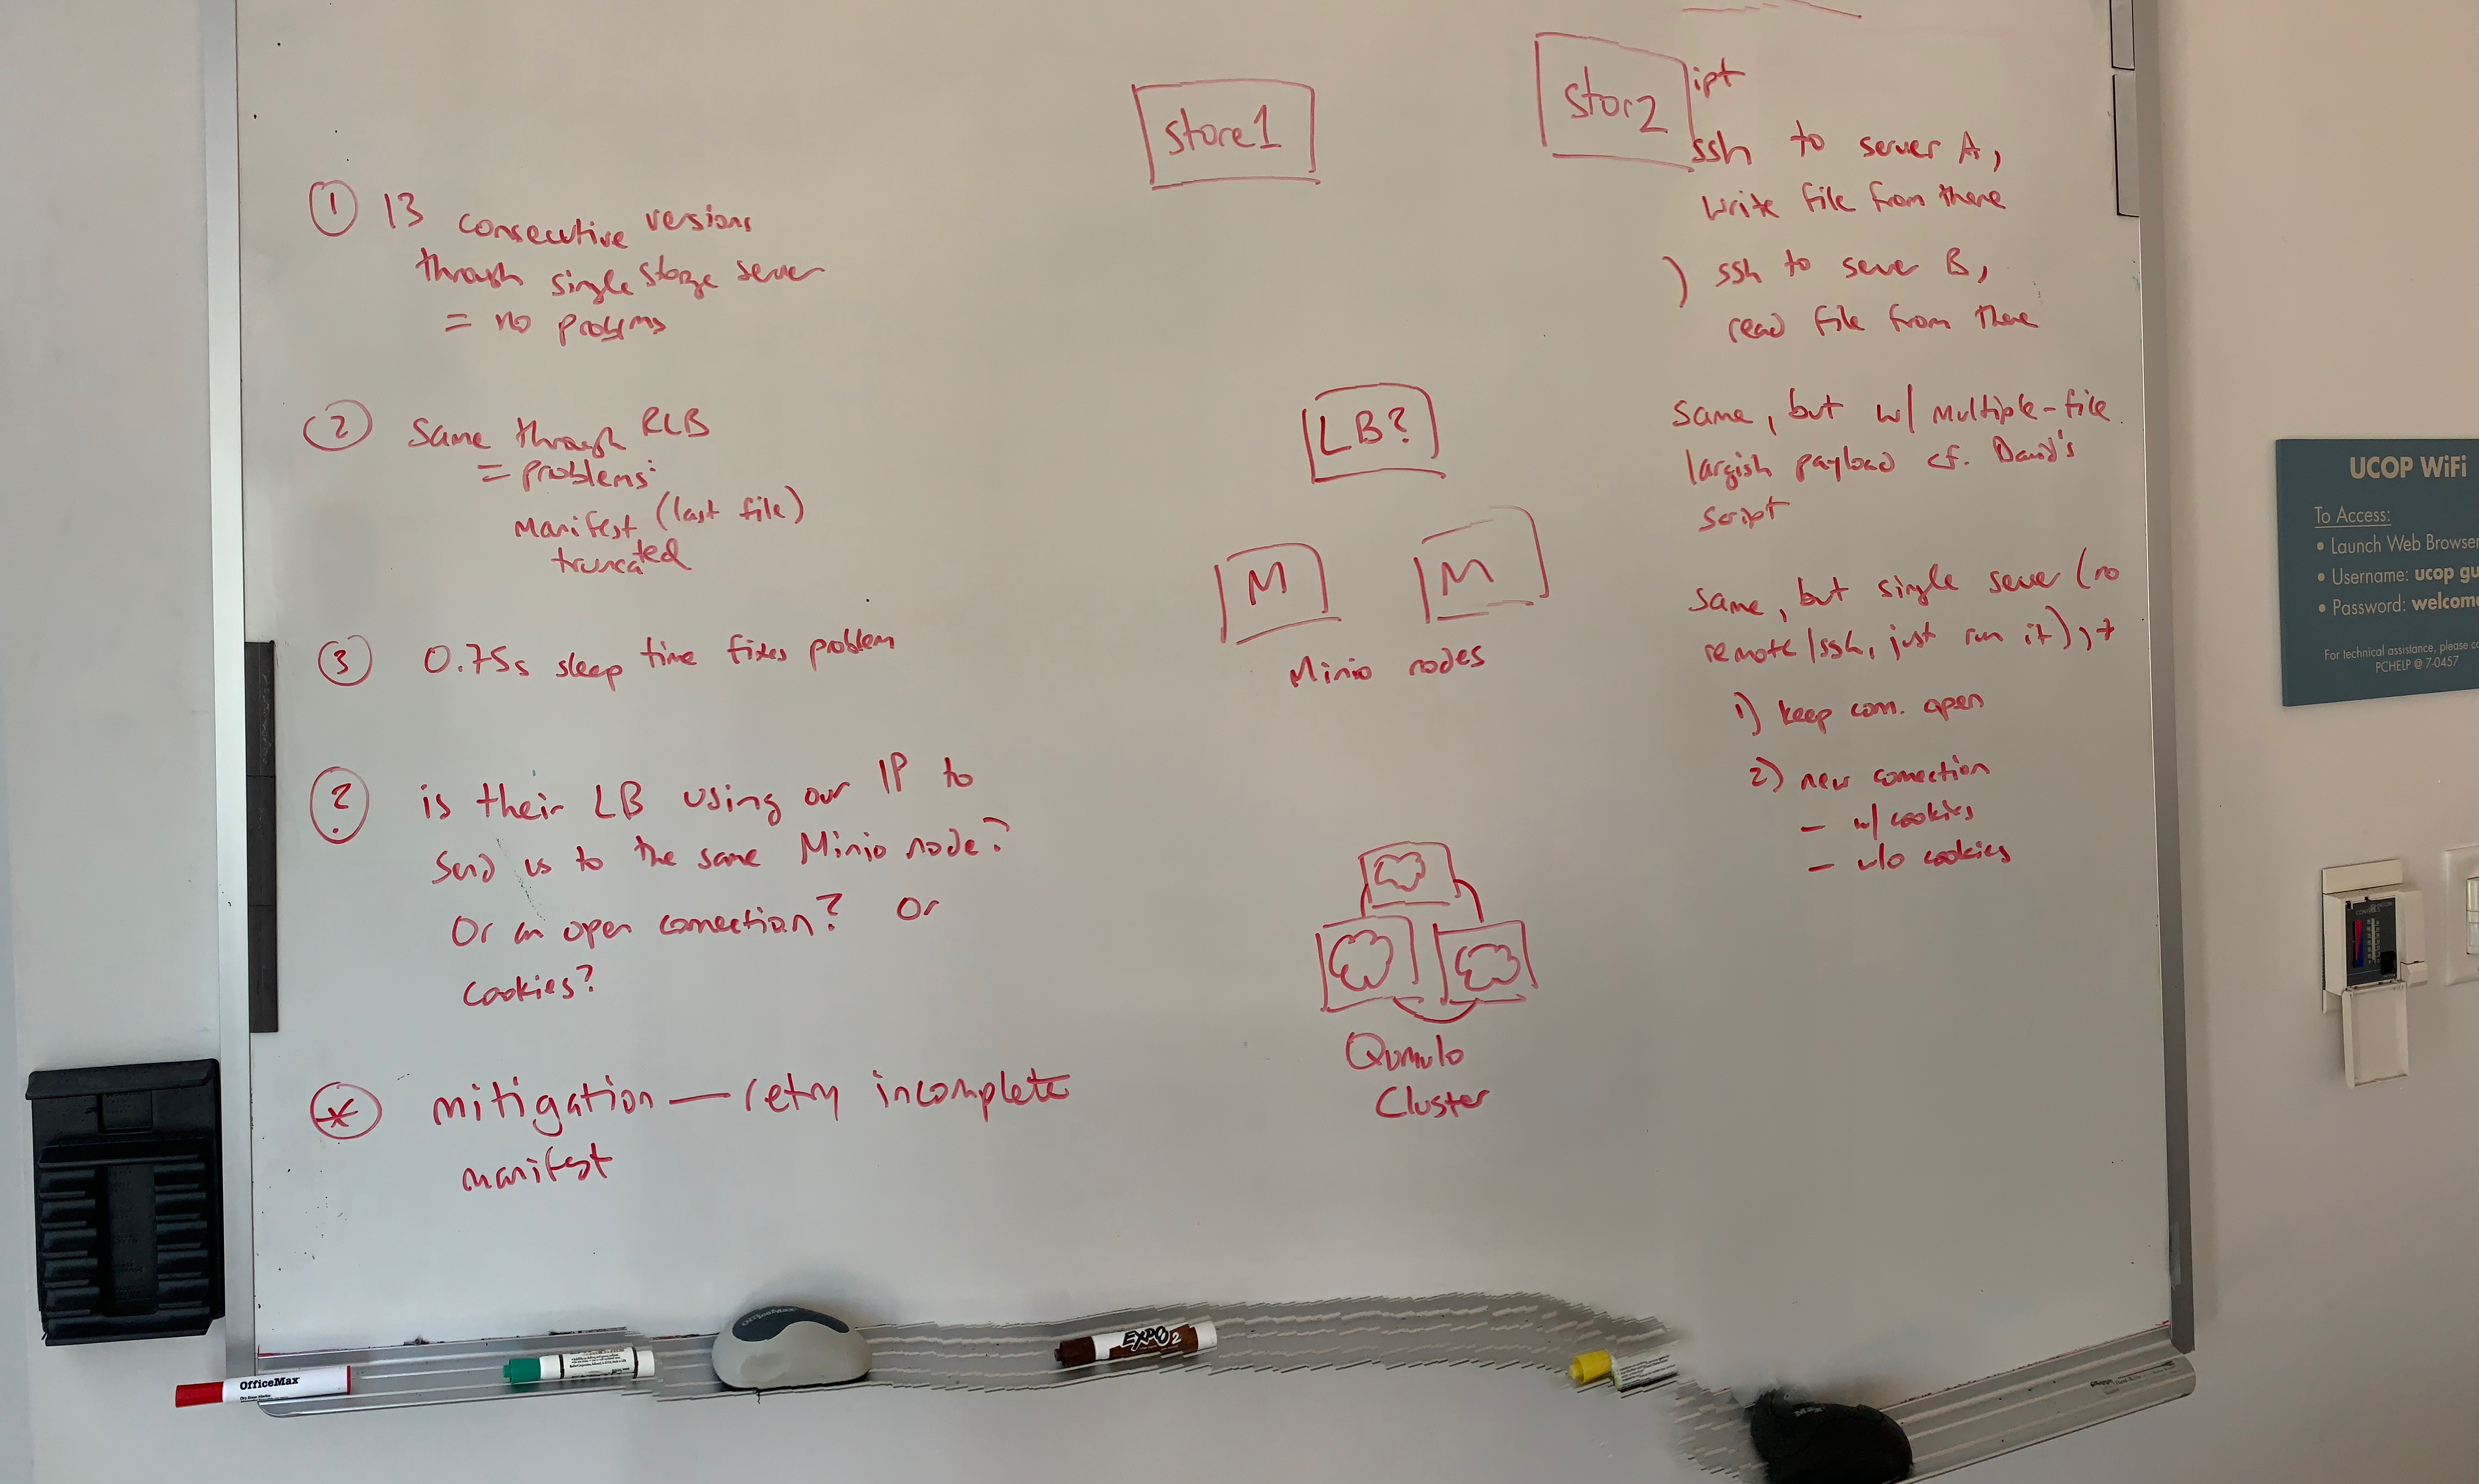 ① 13 consecutive versions
through single storage server
= no problems
② Same through RLB
= problems:
Manifest (last file)
truncated
③ 0.75s sleep time fixes problem
? is their LB using our IP to
send us to the same Minio node?
Or an open connection? Or
cookies?
* mitigation — retry incomplete
manifest
store1
stor2
LB?
M
M
Minio nodes
Qumulo
Cluster
ipt
ssh to server A,
write file from there
) ssh to server B,
read file from there
Same, but w/ multiple-file
largish payload cf. David's
script
Same, but single server (no
remote/ssh, just run it), +
1) keep conn. open
2) new connection
- w/ cookies
- w/o cookies
UCOP WiFi
To Access:
• Launch Web Browser
• Username: ucop gu
• Password: welcome
For technical assistance, please co
PCHELP @ 7-0457
OfficeMax
EXPO 2